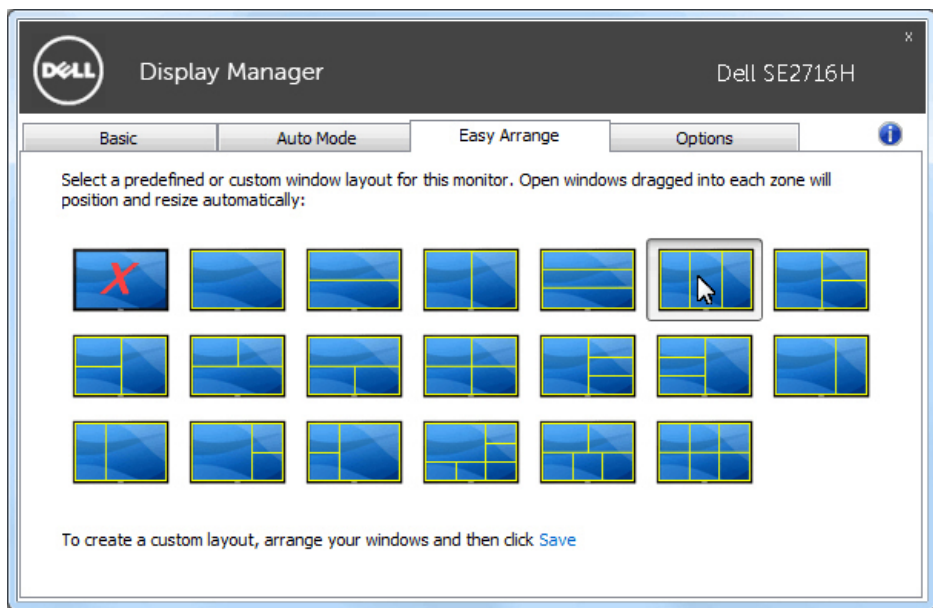 x
DELL
Display Manager
Dell SE2716H
Basic
Auto Mode
Easy Arrange
Options
i
Select a predefined or custom window layout for this monitor. Open windows dragged into each zone will
position and resize automatically:
X
To create a custom layout, arrange your windows and then click Save